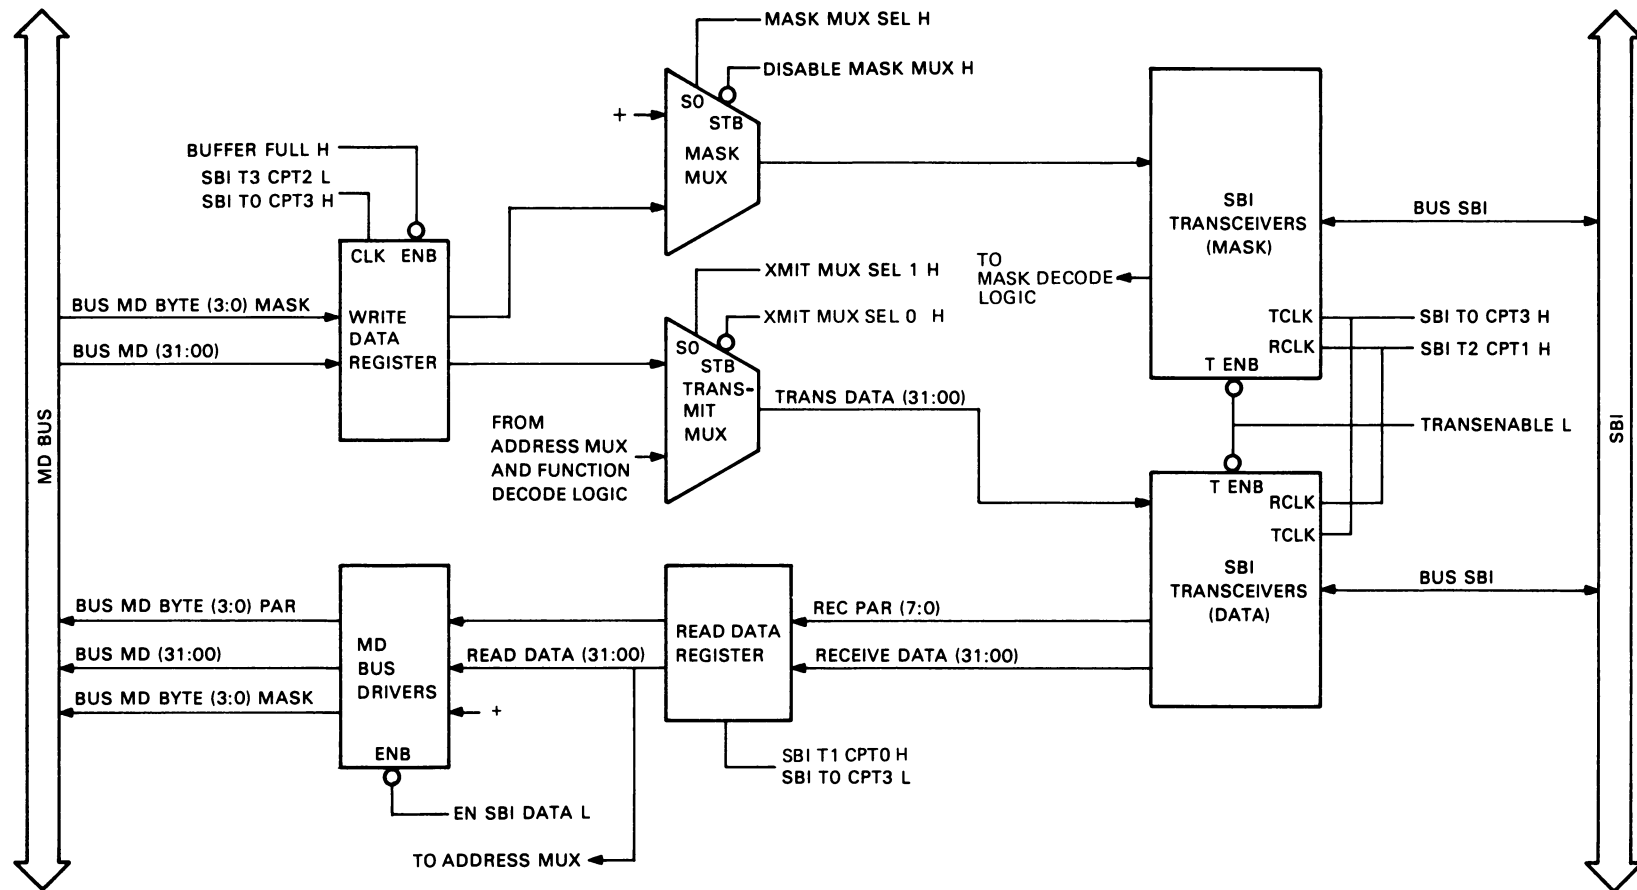 MASK MUX SEL H
DISABLE MASK MUX H
S0
STB
+
MASK
MUX
BUFFER FULL H
SBI T3 CPT2 L
SBI T0 CPT3 H
CLK ENB
WRITE
DATA
REGISTER
BUS MD BYTE (3:0) MASK
BUS MD (31:00)
SBI
TRANSCEIVERS
(MASK)
BUS SBI
TO
MASK DECODE
LOGIC
TCLK
RCLK
T ENB
SBI T0 CPT3 H
SBI T2 CPT1 H
XMIT MUX SEL 1 H
XMIT MUX SEL 0 H
S0
STB
TRANS-
MIT
MUX
TRANS DATA (31:00)
FROM
ADDRESS MUX
AND FUNCTION
DECODE LOGIC
TRANSENABLE L
MD BUS
SBI
T ENB
RCLK
TCLK
SBI
TRANSCEIVERS
(DATA)
BUS SBI
BUS MD BYTE (3:0) PAR
BUS MD (31:00)
BUS MD BYTE (3:0) MASK
MD
BUS
DRIVERS
ENB
+
READ DATA (31:00)
READ DATA
REGISTER
REC PAR (7:0)
RECEIVE DATA (31:00)
SBI T1 CPT0 H
SBI T0 CPT3 L
EN SBI DATA L
TO ADDRESS MUX